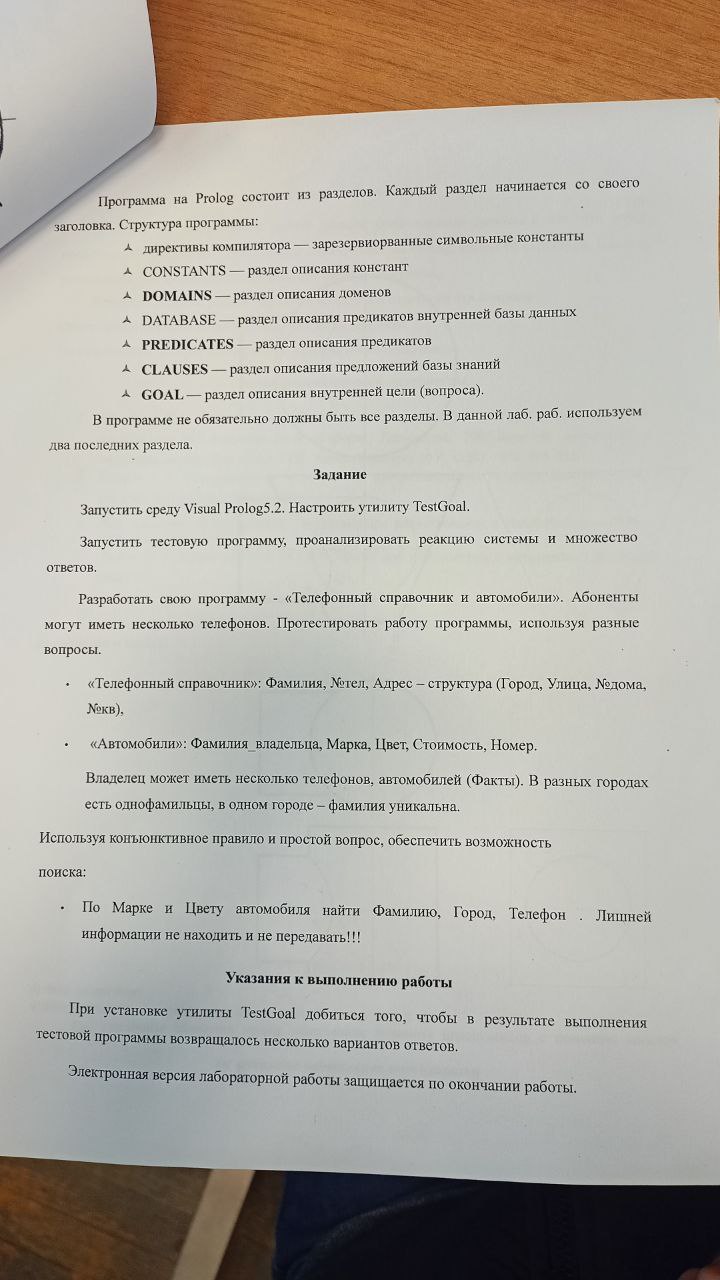 Программа на Prolog состоит из разделов. Каждый раздел начинается со своего
заголовка. Структура программы:
⅄ директивы компилятора — зарезервиорванные символьные константы
⅄ CONSTANTS — раздел описания констант
⅄ DOMAINS — раздел описания доменов
⅄ DATABASE — раздел описания предикатов внутренней базы данных
⅄ PREDICATES — раздел описания предикатов
⅄ CLAUSES — раздел описания предложений базы знаний
⅄ GOAL — раздел описания внутренней цели (вопроса).
В программе не обязательно должны быть все разделы. В данной лаб. раб. используем
два последних раздела.
Задание
Запустить среду Visual Prolog5.2. Настроить утилиту TestGoal.
Запустить тестовую программу, проанализировать реакцию системы и множество
ответов.
Разработать свою программу - «Телефонный справочник и автомобили». Абоненты
могут иметь несколько телефонов. Протестировать работу программы, используя разные
вопросы.
• «Телефонный справочник»: Фамилия, №тел, Адрес – структура (Город, Улица, №дома,
№кв),
• «Автомобили»: Фамилия_владельца, Марка, Цвет, Стоимость, Номер.
Владелец может иметь несколько телефонов, автомобилей (Факты). В разных городах
есть однофамильцы, в одном городе – фамилия уникальна.
Используя конъюнктивное правило и простой вопрос, обеспечить возможность
поиска:
• По Марке и Цвету автомобиля найти Фамилию, Город, Телефон . Лишней
информации не находить и не передавать!!!
Указания к выполнению работы
При установке утилиты TestGoal добиться того, чтобы в результате выполнения
тестовой программы возвращалось несколько вариантов ответов.
Электронная версия лабораторной работы защищается по окончании работы.